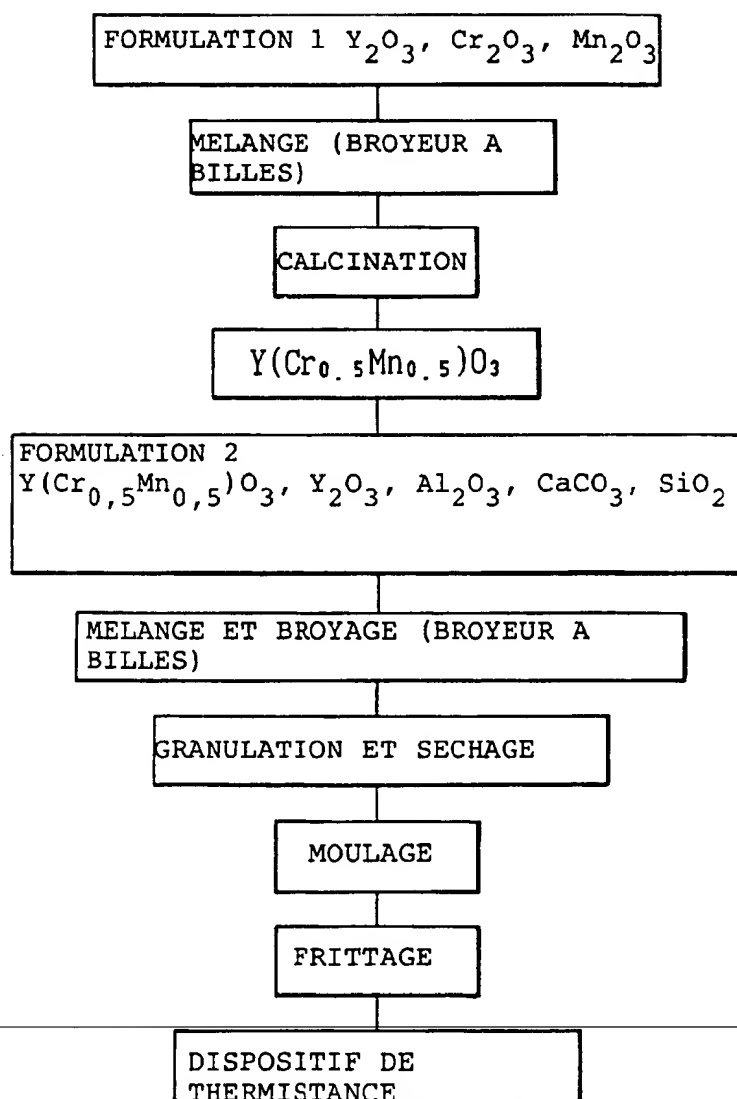 FORMULATION 1 Y₂O₃, Cr₂O₃, Mn₂O₃
MELANGE (BROYEUR A
BILLES)
CALCINATION
Y(Cr₀.₅Mn₀.₅)O₃
FORMULATION 2
Y(Cr₀,₅Mn₀,₅)O₃, Y₂O₃, Al₂O₃, CaCO₃, SiO₂
MELANGE ET BROYAGE (BROYEUR A
BILLES)
GRANULATION ET SECHAGE
MOULAGE
FRITTAGE
DISPOSITIF DE
THERMISTANCE